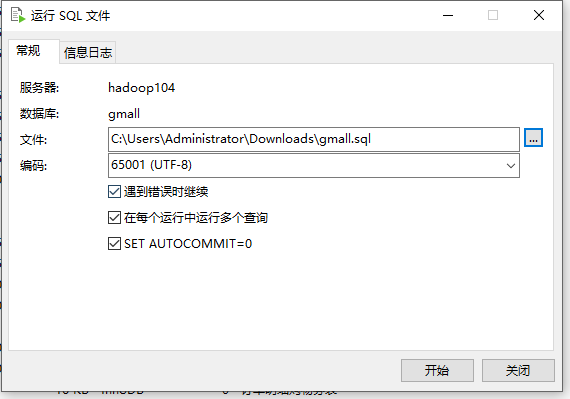 运行 SQL 文件
常规
信息日志
服务器: hadoop104
数据库: gmall
文件: C:\Users\Administrator\Downloads\gmall.sql ...
编码: 65001 (UTF-8)
遇到错误时继续
在每个运行中运行多个查询
SET AUTOCOMMIT=0
开始 关闭